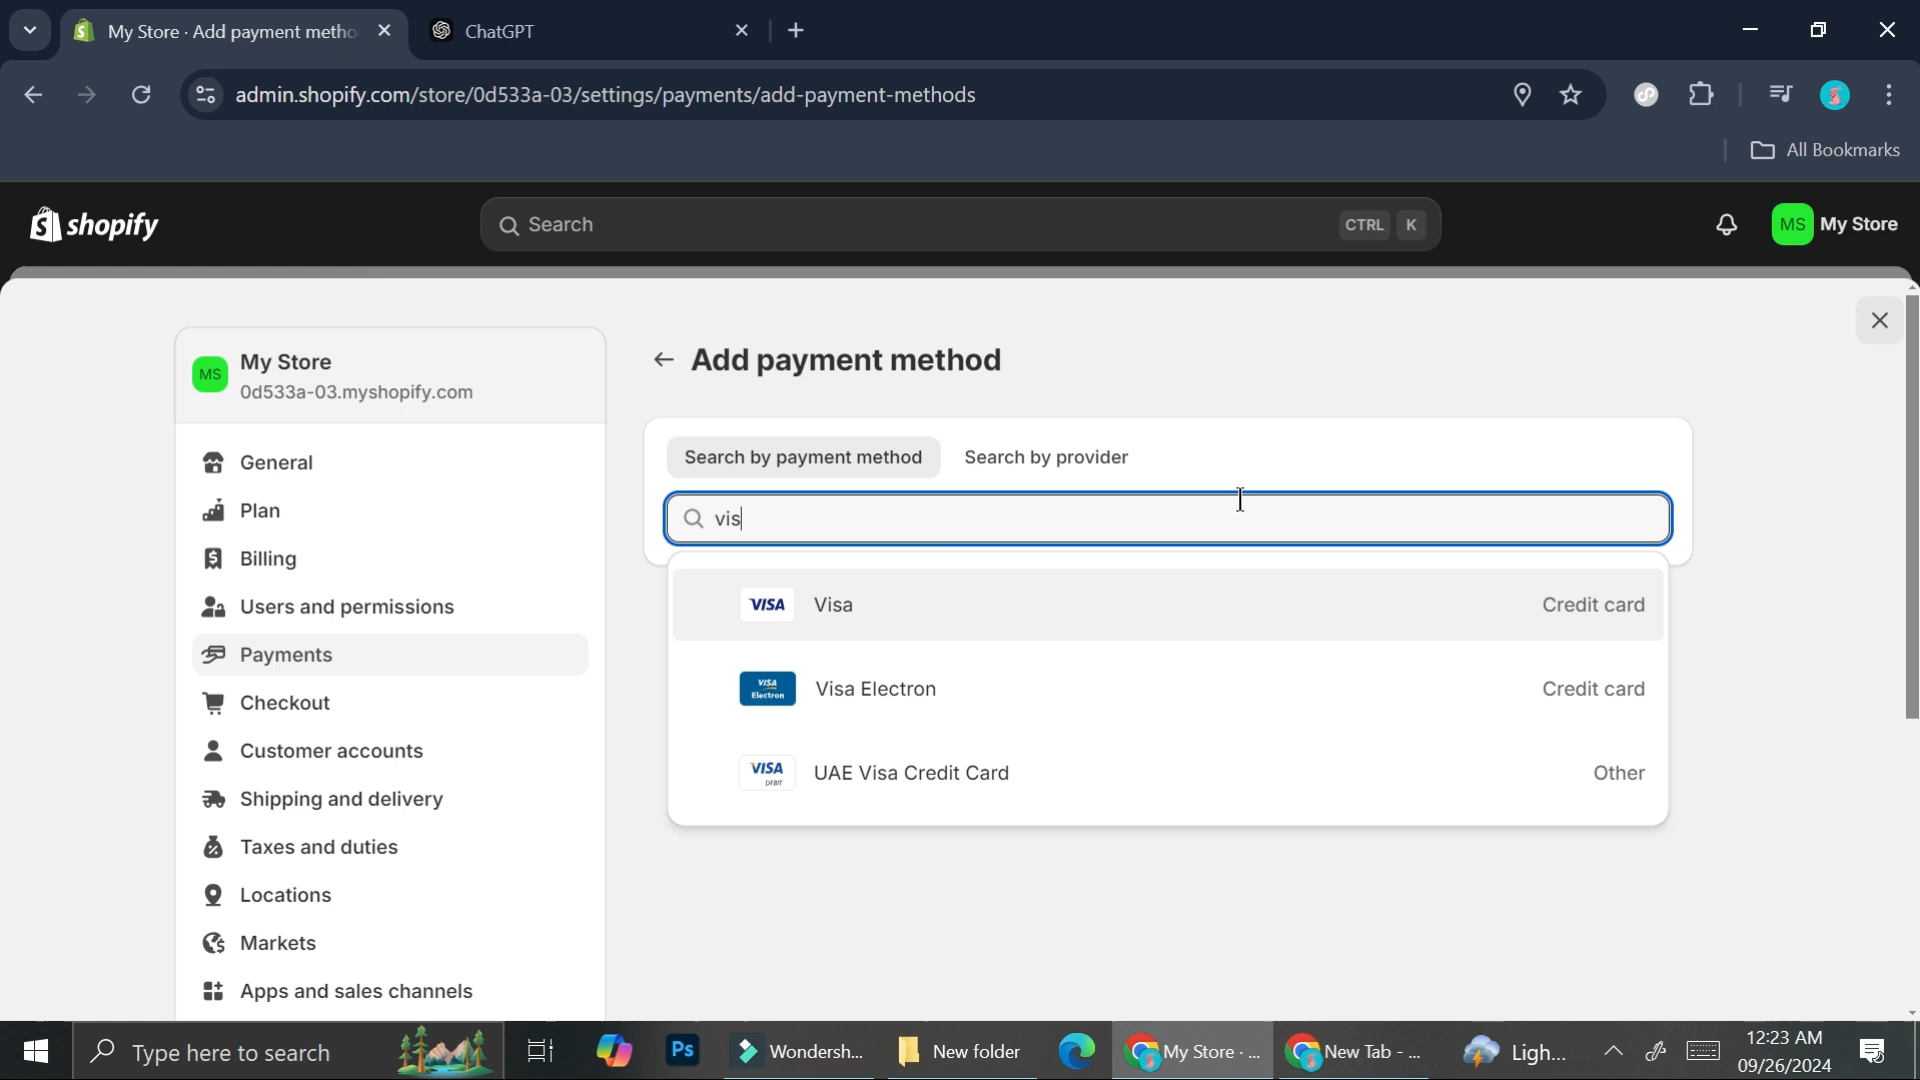 My Store · Add payment metho
ChatGPT
admin.shopify.com/store/0d533a-03/settings/payments/add-payment-methods
All Bookmarks
shopify
Search
CTRL K
MS My Store
MS
My Store
0d533a-03.myshopify.com
General
Plan
Billing
Users and permissions
Payments
Checkout
Customer accounts
Shipping and delivery
Taxes and duties
Locations
Markets
Apps and sales channels
Add payment method
Search by payment method
Search by provider
vis
VISA Visa Credit card
VISA Electron Visa Electron Credit card
VISA DEBIT UAE Visa Credit Card Other
Type here to search
Ps
Wondersh...
New folder
My Store · ...
New Tab - ...
Ligh...
12:23 AM
09/26/2024